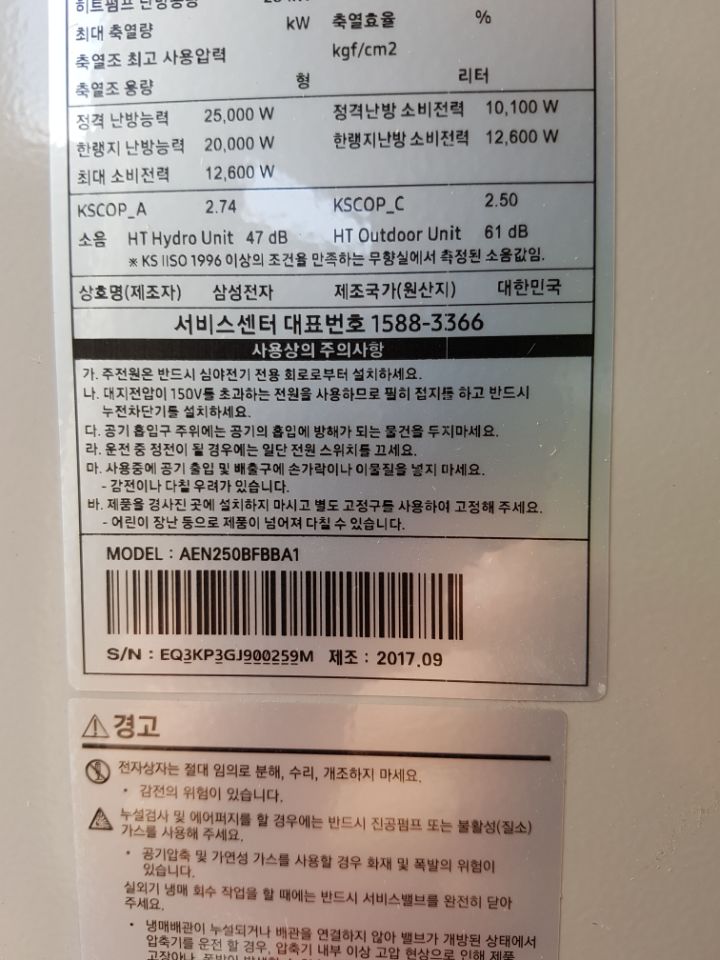 히트펌프 난방용량
최대 축열량 kW 축열효율 %
축열조 최고 사용압력 kgf/cm2
축열조 용량 형 리터
정격 난방능력 25,000 W 정격난방 소비전력 10,100 W
한랭지 난방능력 20,000 W 한랭지난방 소비전력 12,600 W
최대 소비전력 12,600 W
KSCOP_A 2.74 KSCOP_C 2.50
소음 HT Hydro Unit 47 dB HT Outdoor Unit 61 dB
※ KS IISO 1996 이상의 조건을 만족하는 무향실에서 측정된 소음값임.
상호명(제조자) 삼성전자 제조국가(원산지) 대한민국
서비스센터 대표번호 1588-3366
사용상의 주의사항
가. 주전원은 반드시 심야전기 전용 회로로부터 설치하세요.
나. 대지전압이 150V를 초과하는 전원을 사용하므로 필히 접지를 하고 반드시
누전차단기를 설치하세요.
다. 공기 흡입구 주위에는 공기의 흡입에 방해가 되는 물건을 두지마세요.
라. 운전 중 정전이 될 경우에는 일단 전원 스위치를 끄세요.
마. 사용중에 공기 출입 및 배출구에 손가락이나 이물질을 넣지 마세요.
- 감전이나 다칠 우려가 있습니다.
바. 제품을 경사진 곳에 설치하지 마시고 별도 고정구를 사용하여 고정해 주세요.
- 어린이 장난 등으로 제품이 넘어져 다칠 수 있습니다.
MODEL : AEN250BFBBA1
S/N : EQ3KP3GJ900259M 제조 : 2017.09
경고
전자상자는 절대 임의로 분해, 수리, 개조하지 마세요.
• 감전의 위험이 있습니다.
누설검사 및 에어퍼지를 할 경우에는 반드시 진공펌프 또는 불활성(질소)
가스를 사용해 주세요.
• 공기압축 및 가연성 가스를 사용할 경우 화재 및 폭발의 위험이
있습니다.
실외기 냉매 회수 작업을 할 때에는 반드시 서비스밸브를 완전히 닫아
주세요.
• 냉매배관이 누설되거나 배관을 연결하지 않아 밸브가 개방된 상태에서
압축기를 운전 할 경우, 압축기 내부 이상 고압 현상으로 인해 제품